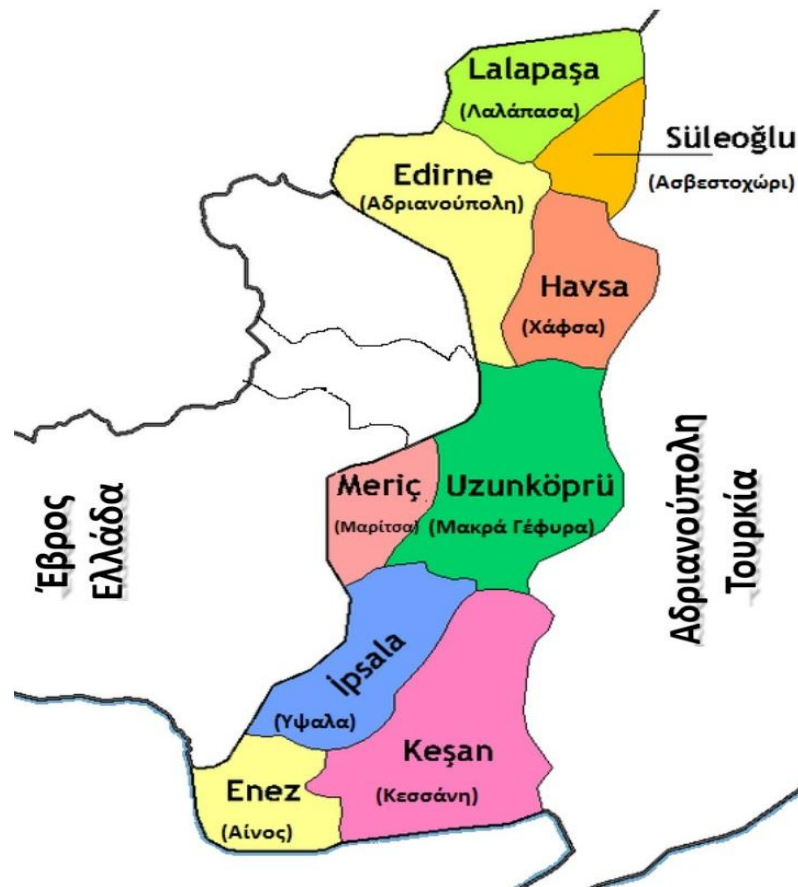 Lalapaşa
(Λαλάπασα)
Süleoğlu
(Ασβεστοχώρι)
Edirne
(Αδριανούπολη)
Havsa
(Χάφσα)
Meriç
(Μαρίτσα)
Uzunköprü
(Μακρά Γέφυρα)
Έβρος
Ελλάδα
Αδριανούπολη
Τουρκία
İpsala
(Υψαλα)
Keşan
(Κεσσάνη)
Enez
(Αίνος)